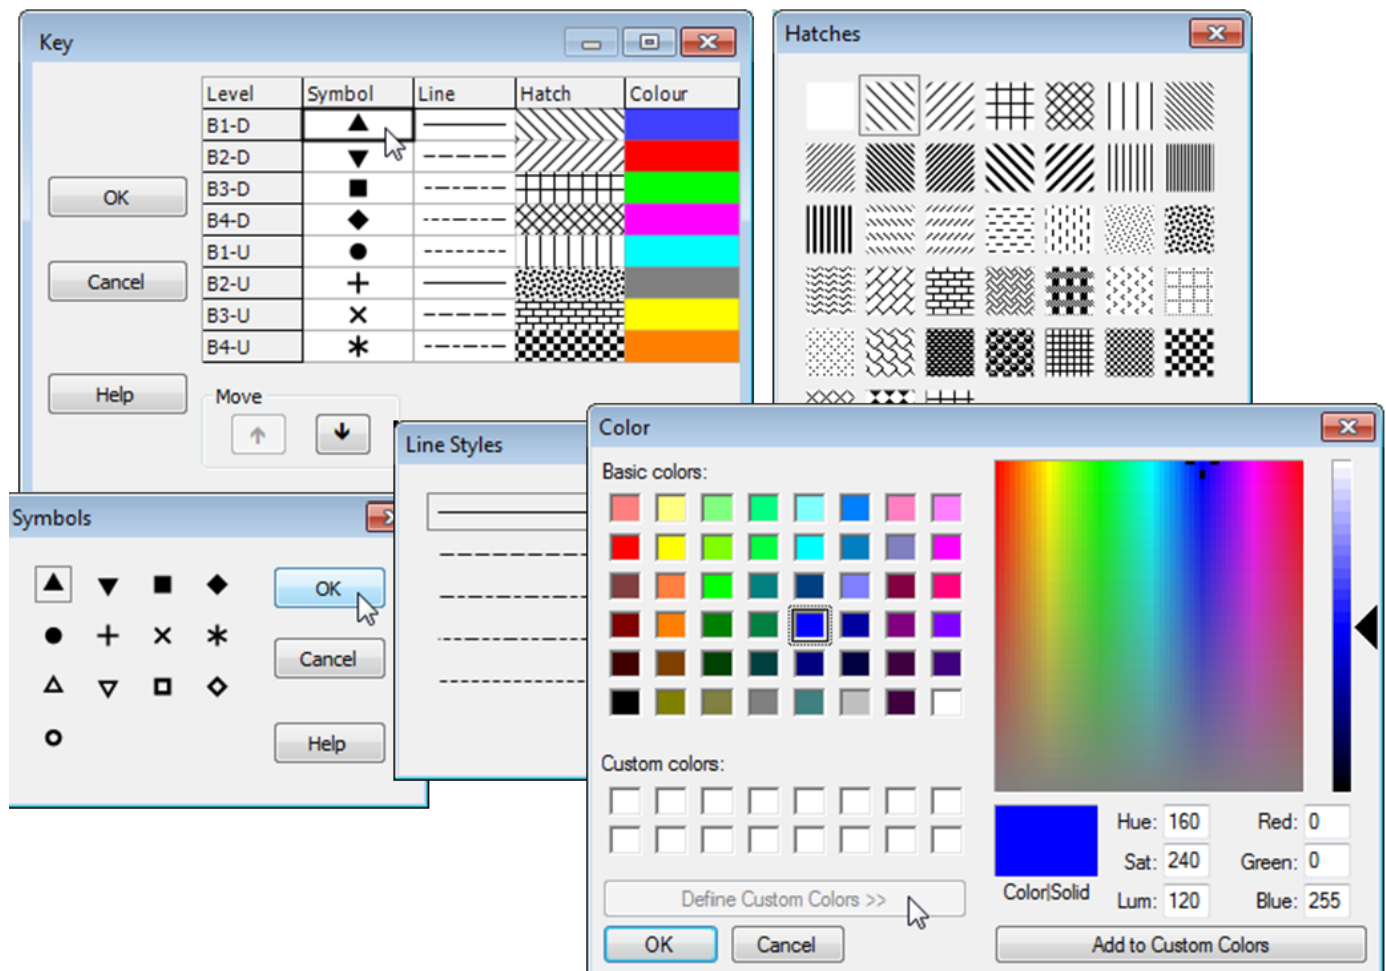 Key
Level Symbol Line Hatch Colour
B1-D
B2-D
B3-D
B4-D
B1-U
B2-U
B3-U
B4-U
OK
Cancel
Help
Move
Hatches
Symbols
OK
Cancel
Help
Line Styles
Color
Basic colors:
Custom colors:
Define Custom Colors >>
OK Cancel
Color|Solid
Hue: 160 Red: 0
Sat: 240 Green: 0
Lum: 120 Blue: 255
Add to Custom Colors